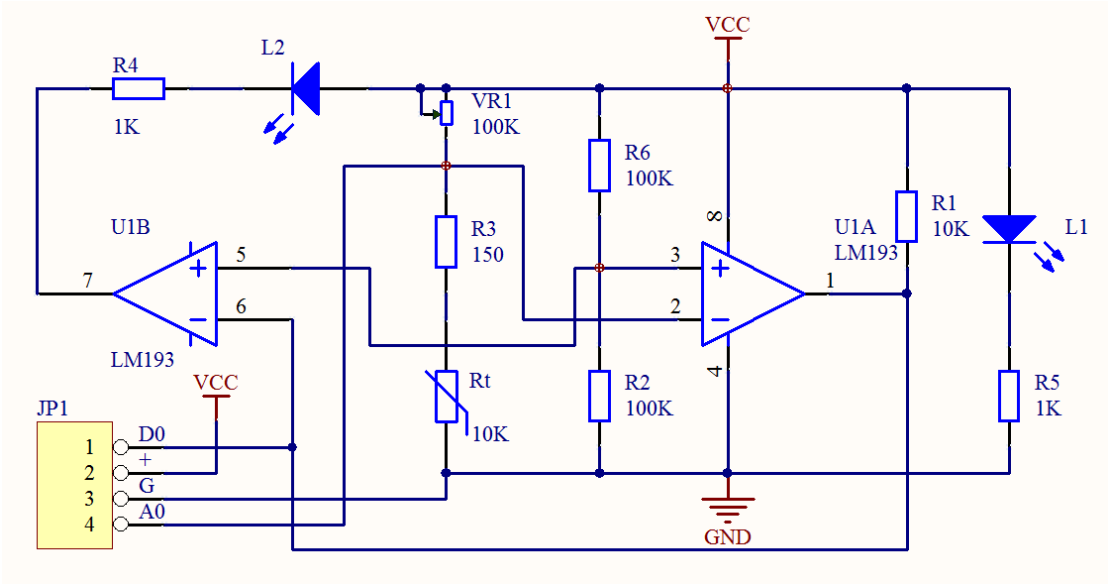 VCC
L2
R4
1K
VR1
100K
R6
100K
8
R1
10K
L1
U1B
U1A
LM193
R3
150
5
3
7
1
6
2
LM193
4
VCC
Rt
10K
R2
100K
R5
1K
JP1
1 D0
2 +
3 G
4 A0
GND